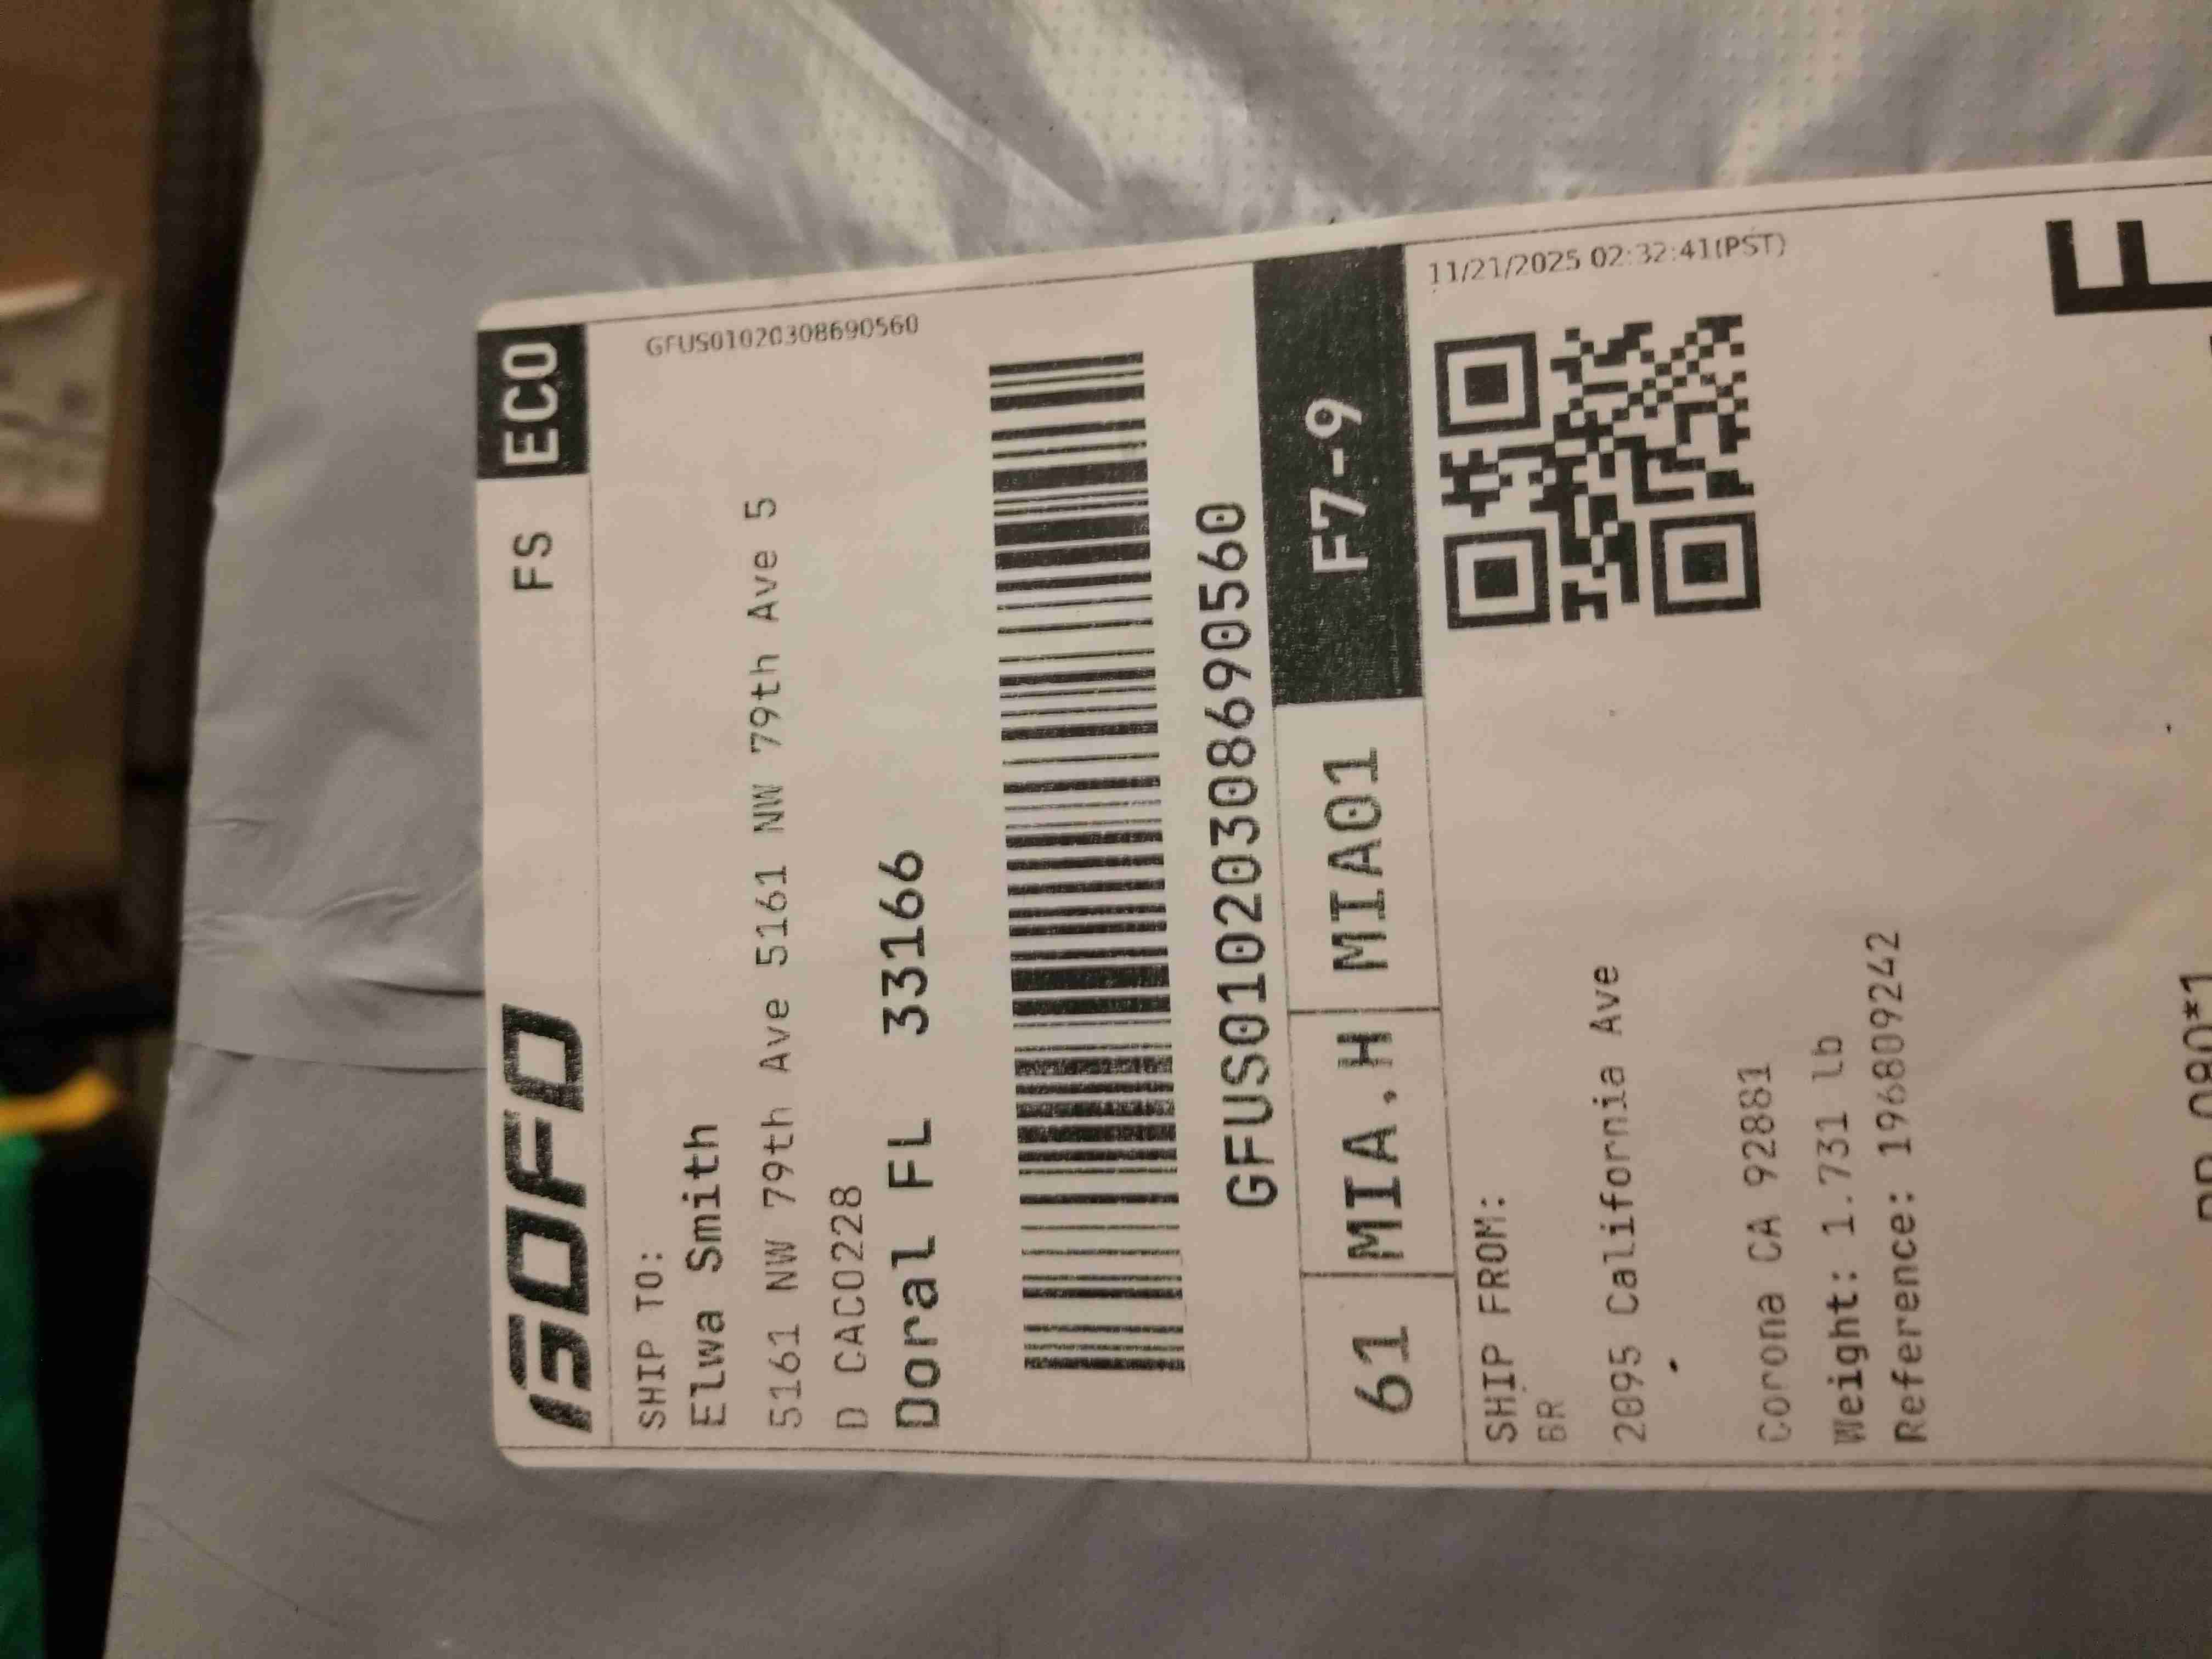 GOFO
FS ECO
GFUS01020308690560
SHIP TO:
Elwa Smith
5161 NW 79th Ave 5161 NW 79th Ave 5
D CAC0228
Doral FL 33166
GFUS01020308690560
61 MIA.H MIA01 F7-9
11/21/2025 02:32:41(PST)
SHIP FROM:
BR
2095 California Ave
Corona CA 92881
Weight: 1.731 lb
Reference: 1968092​42